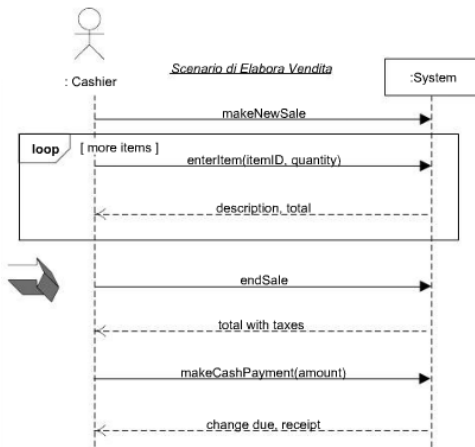 Scenario di Elabora Vendita
: Cashier
:System
makeNewSale
loop
[ more items ]
enterItem(itemID, quantity)
description, total
endSale
total with taxes
makeCashPayment(amount)
change due, receipt